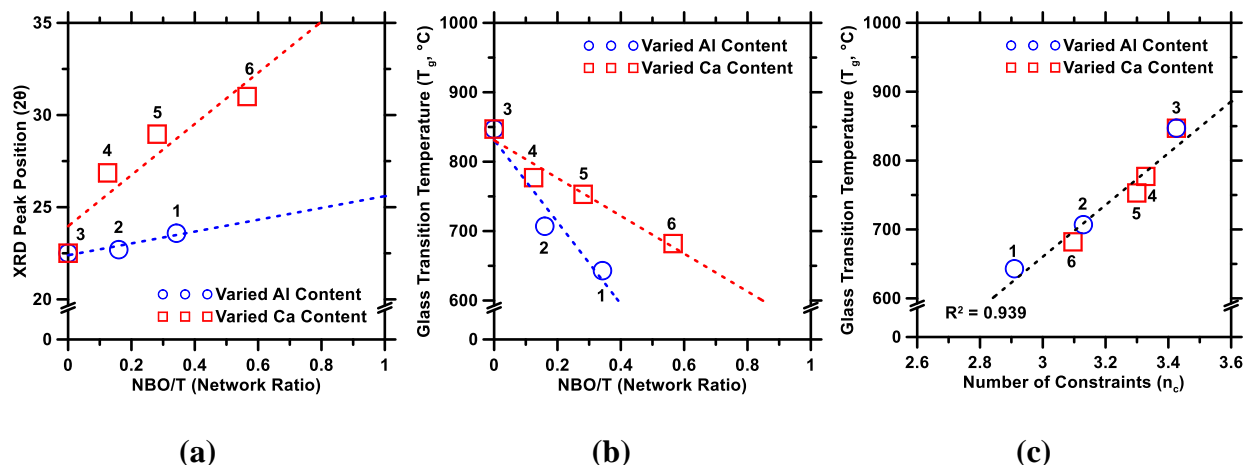 35
30
25
20
0
XRD Peak Position (2θ)
4
5
6
3
2
1
Varied Al Content
Varied Ca Content
0 0.2 0.4 0.6 0.8 1
NBO/T (Network Ratio)
(a)
1000
900
800
700
600
0
Glass Transition Temperature (Tg, °C)
Varied Al Content
Varied Ca Content
3
4
5
2
6
1
0 0.2 0.4 0.6 0.8 1
NBO/T (Network Ratio)
(b)
1000
900
800
700
600
0
Glass Transition Temperature (Tg, °C)
Varied Al Content
Varied Ca Content
3
4
5
2
1
6
R² = 0.939
2.6 3 3.2 3.4 3.6
Number of Constraints (nc)
(c)